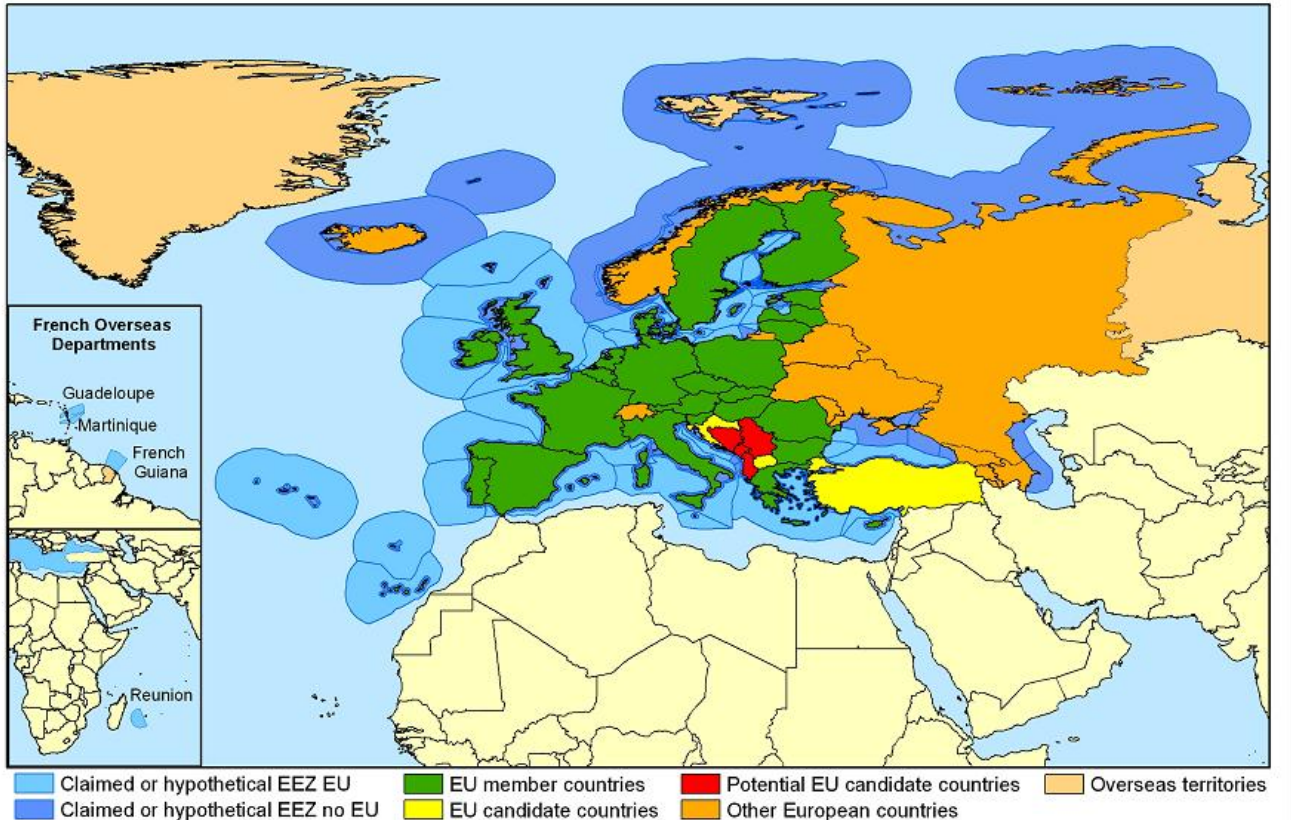 French Overseas
Departments
Guadeloupe
Martinique
French
Guiana
Reunion
Claimed or hypothetical EEZ EU
Claimed or hypothetical EEZ no EU
EU member countries
EU candidate countries
Potential EU candidate countries
Other European countries
Overseas territories